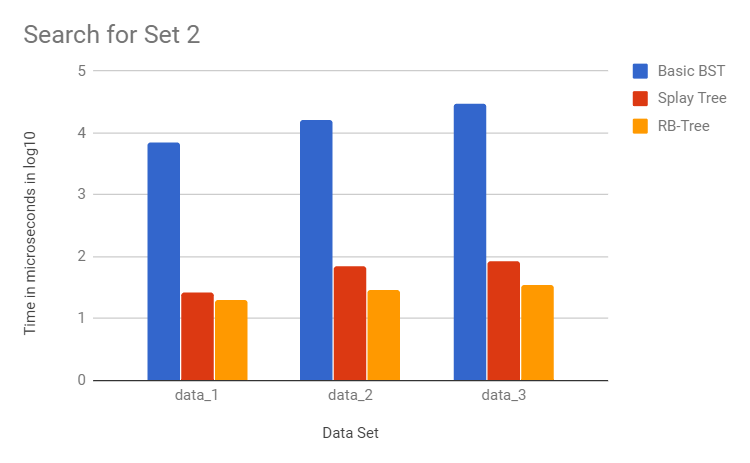 Search for Set 2
Time in microseconds in log10
5
4
3
2
1
0
data_1
data_2
data_3
Data Set
Basic BST
Splay Tree
RB-Tree